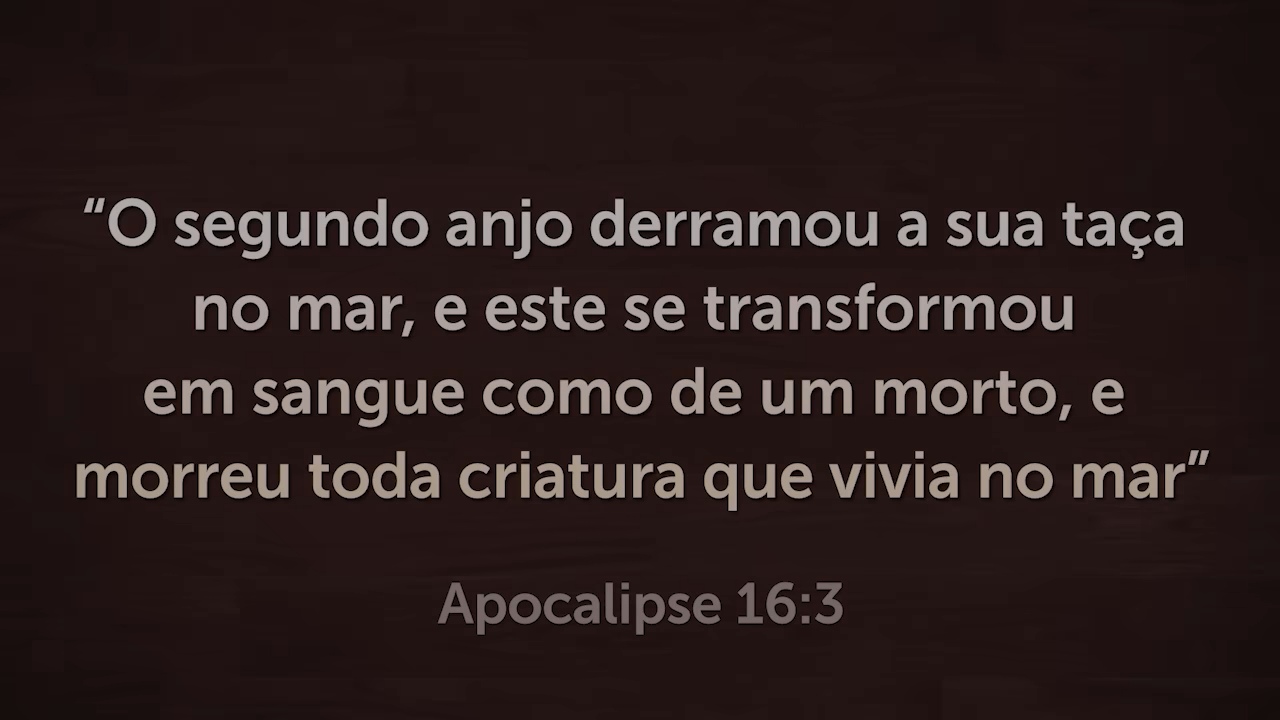 “O segundo anjo derramou a sua taça
no mar, e este se transformou
em sangue como de um morto, e
morreu toda criatura que vivia no mar”
Apocalipse 16:3